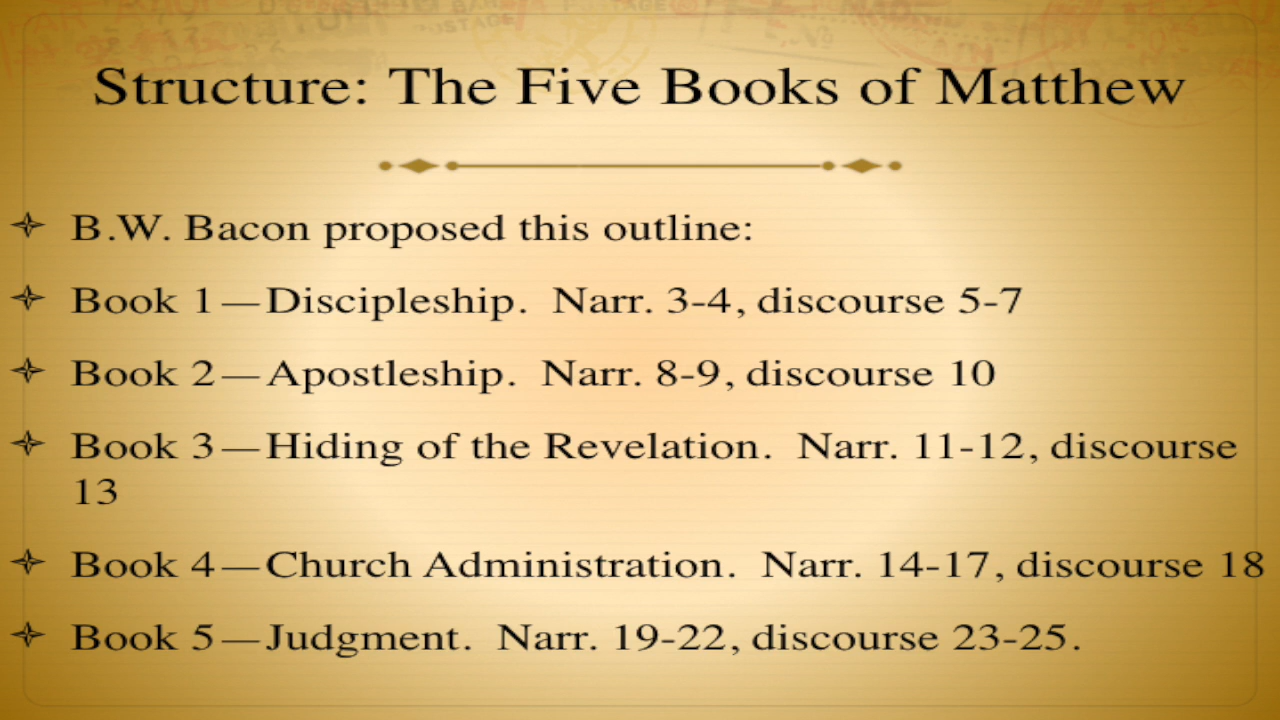 Structure: The Five Books of Matthew
B.W. Bacon proposed this outline:
Book 1—Discipleship.  Narr. 3-4, discourse 5-7
Book 2—Apostleship.  Narr. 8-9, discourse 10
Book 3—Hiding of the Revelation.  Narr. 11-12, discourse
13
Book 4—Church Administration.  Narr. 14-17, discourse 18
Book 5—Judgment.  Narr. 19-22, discourse 23-25.